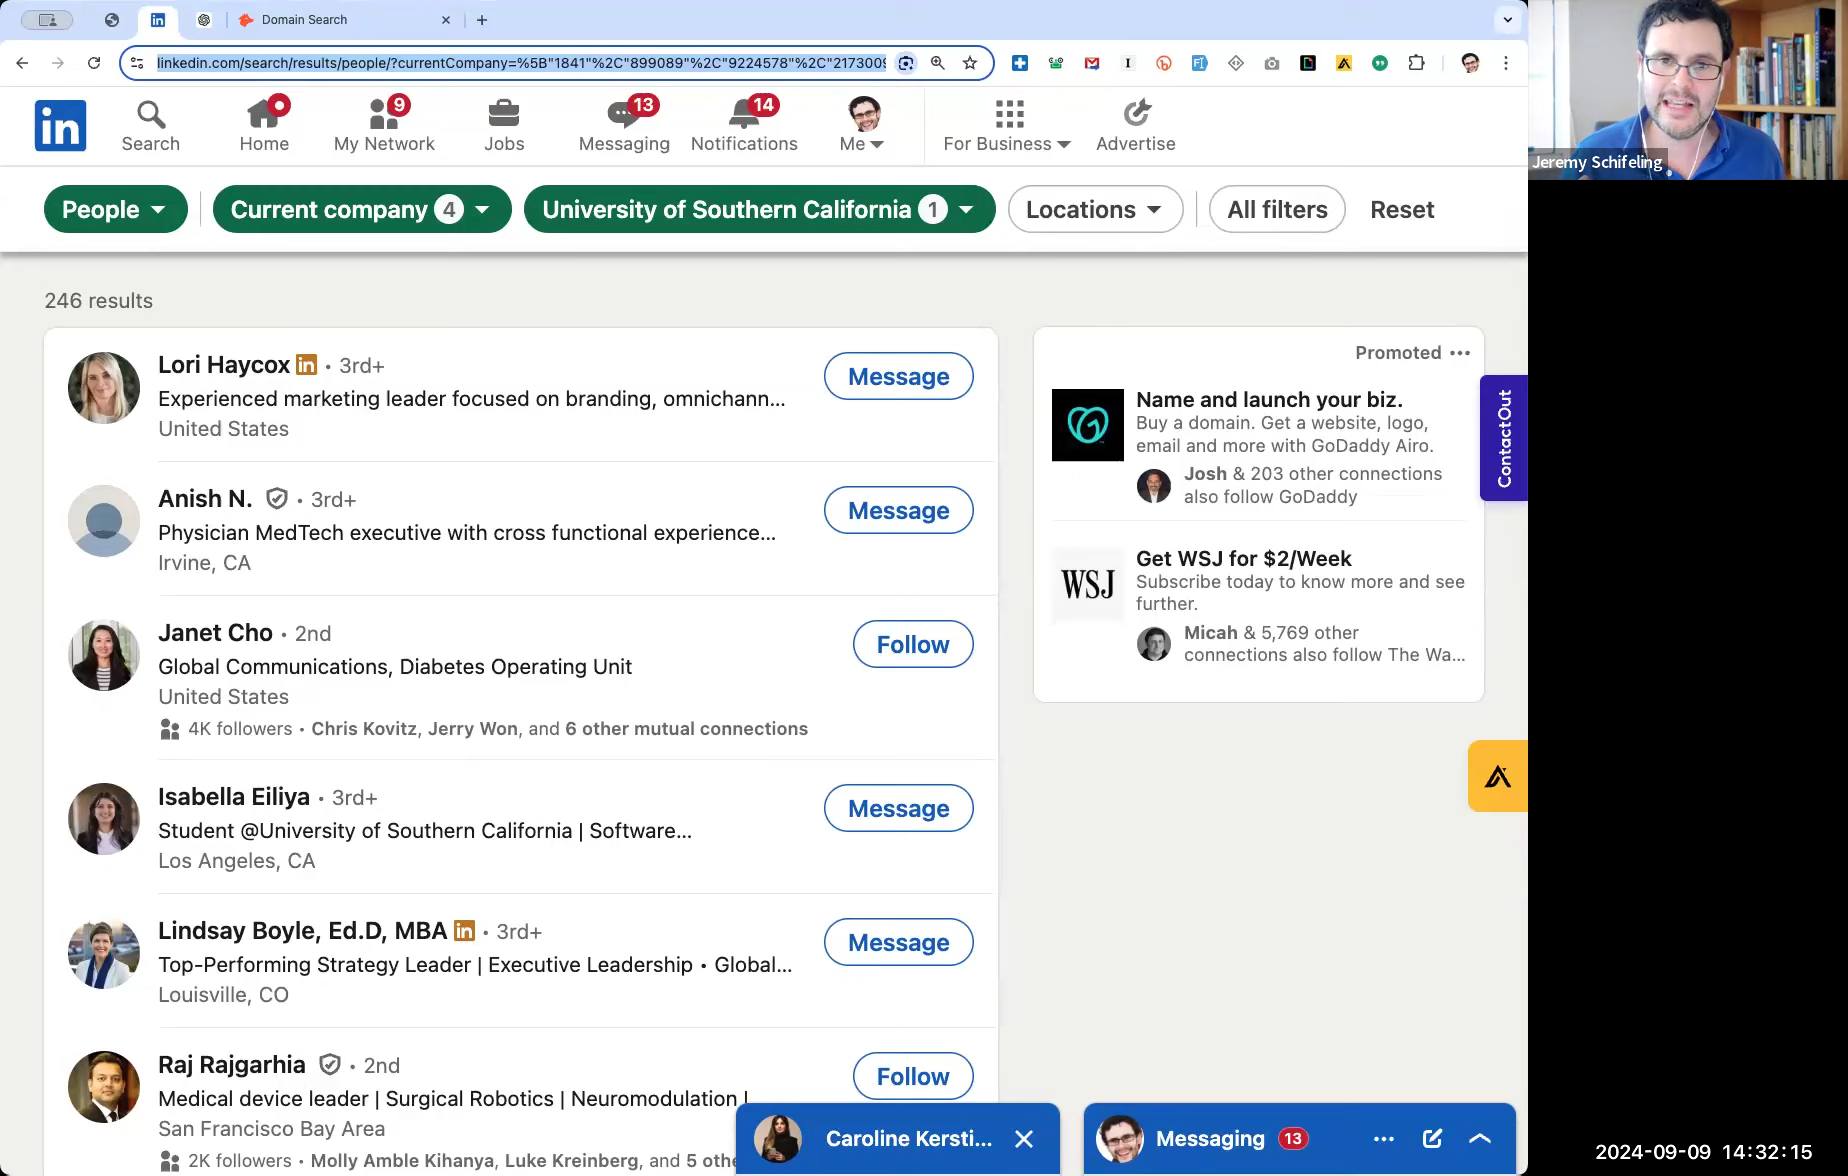 Domain Search
linkedin.com/search/results/people/?currentCompany=%5B"1841"%2C"899089"%2C"9224578"%2C"2173009
in
Search
Home
9
My Network
Jobs
13
Messaging
14
Notifications
Me
For Business
Advertise
Jeremy Schifeling
People
Current company 4
University of Southern California 1
Locations
All filters
Reset
246 results
Lori Haycox in • 3rd+
Experienced marketing leader focused on branding, omnichann...
United States
Message
Anish N. • 3rd+
Physician MedTech executive with cross functional experience...
Irvine, CA
Message
Janet Cho • 2nd
Global Communications, Diabetes Operating Unit
United States
4K followers • Chris Kovitz, Jerry Won, and 6 other mutual connections
Follow
Isabella Eiliya • 3rd+
Student @University of Southern California | Software...
Los Angeles, CA
Message
Lindsay Boyle, Ed.D, MBA in • 3rd+
Top-Performing Strategy Leader | Executive Leadership • Global...
Louisville, CO
Message
Raj Rajgarhia • 2nd
Medical device leader | Surgical Robotics | Neuromodulation |
San Francisco Bay Area
2K followers • Molly Amble Kihanya, Luke Kreinberg, and 5 othe
Follow
Promoted
Name and launch your biz.
Buy a domain. Get a website, logo,
email and more with GoDaddy Airo.
Josh & 203 other connections
also follow GoDaddy
WSJ
Get WSJ for $2/Week
Subscribe today to know more and see
further.
Micah & 5,769 other
connections also follow The Wa...
ContactOut
Caroline Kersti...
Messaging 13
2024-09-09 14:32:15